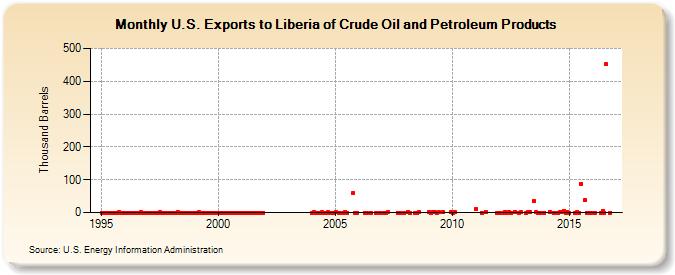 Monthly U.S. Exports to Liberia of Crude Oil and Petroleum Products
Thousand Barrels
500
400
300
200
100
0
1995 2000 2005 2010 2015
Source: U.S. Energy Information Administration